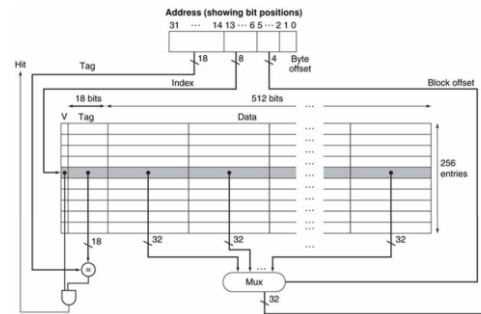 Address (showing bit positions)
31 ... 14 13 ... 6 5 ... 2 1 0
Hit
Tag
18
8
4
Byte
offset
Index
Block offset
18 bits
512 bits
...
V Tag
Data
...
256
entries
...
18
32
32
32
=
...
Mux
32